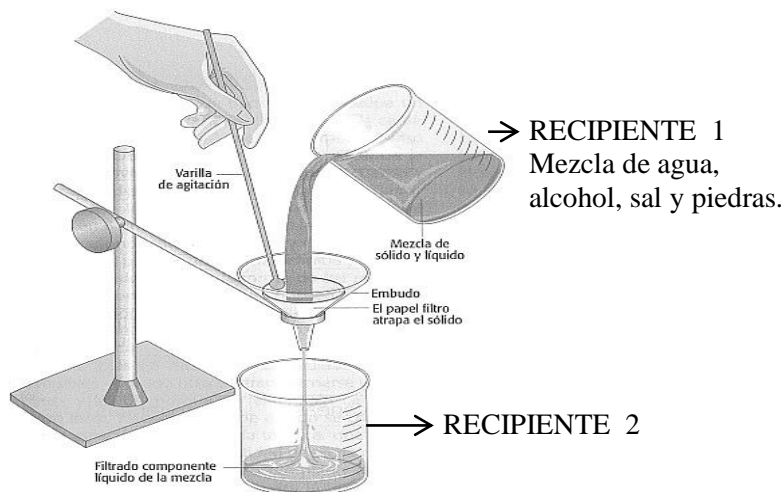 RECIPIENTE 1
Mezcla de agua,
alcohol, sal y piedras.
Varilla
de agitación
Mezcla de
sólido y líquido
Embudo
El papel filtro
atrapa el sólido
RECIPIENTE 2
Filtrado componente
líquido de la mezcla